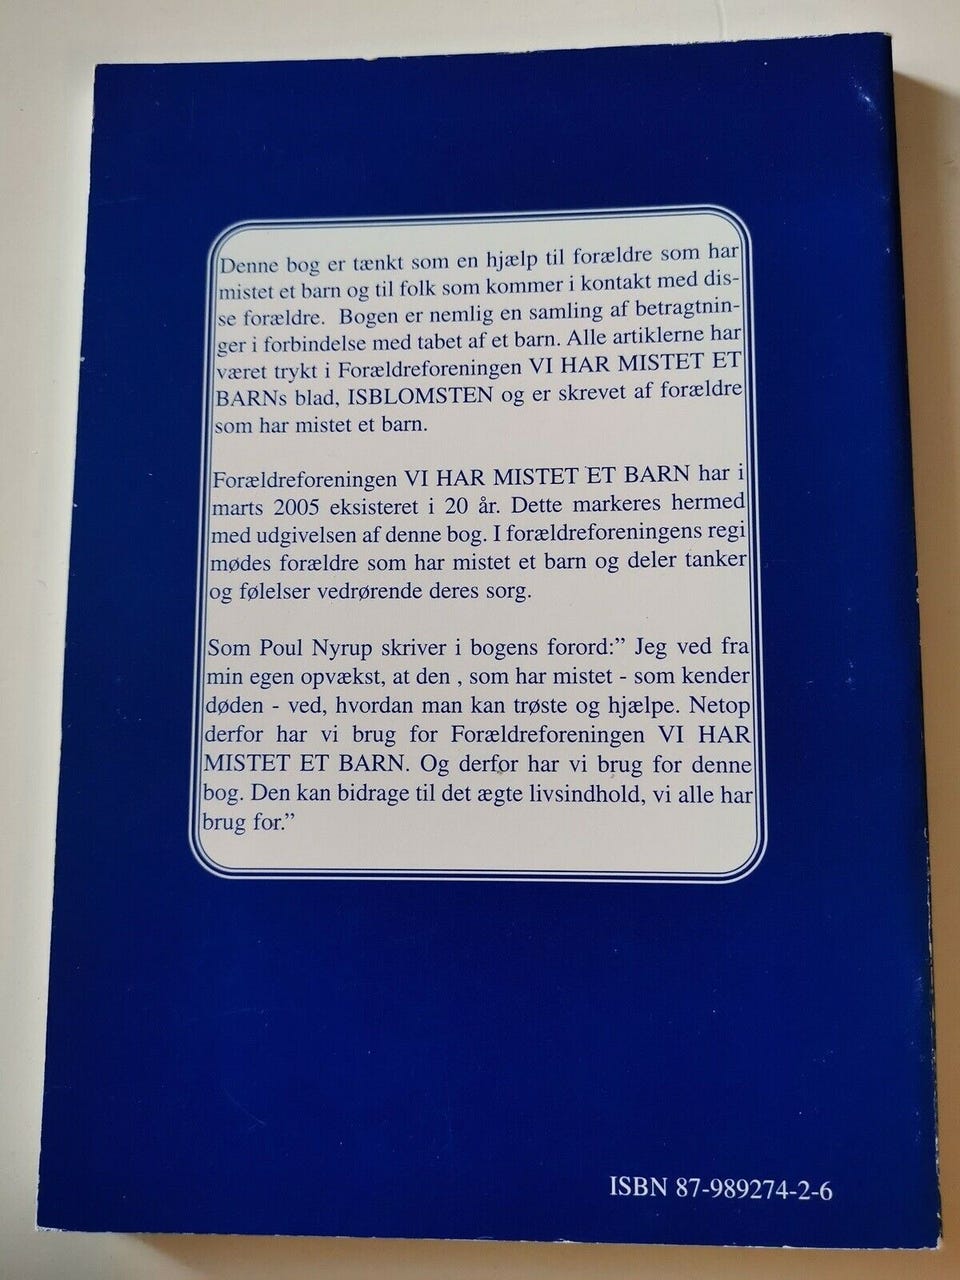 Denne bog er tænkt som en hjælp til forældre som har
mistet et barn og til folk som kommer i kontakt med dis-
se forældre. Bogen er nemlig en samling af betragtnin-
ger i forbindelse med tabet af et barn. Alle artiklerne har
været trykt i Forældreforeningen VI HAR MISTET ET
BARNs blad, ISBLOMSTEN og er skrevet af forældre
som har mistet et barn.
Forældreforeningen VI HAR MISTET ET BARN har i
marts 2005 eksisteret i 20 år. Dette markeres hermed
med udgivelsen af denne bog. I forældreforeningens regi
mødes forældre som har mistet et barn og deler tanker
og følelser vedrørende deres sorg.
Som Poul Nyrup skriver i bogens forord:” Jeg ved fra
min egen opvækst, at den , som har mistet - som kender
døden - ved, hvordan man kan trøste og hjælpe. Netop
derfor har vi brug for Forældreforeningen VI HAR
MISTET ET BARN. Og derfor har vi brug for denne
bog. Den kan bidrage til det ægte livsindhold, vi alle har
brug for.”
ISBN 87-989274-2-6